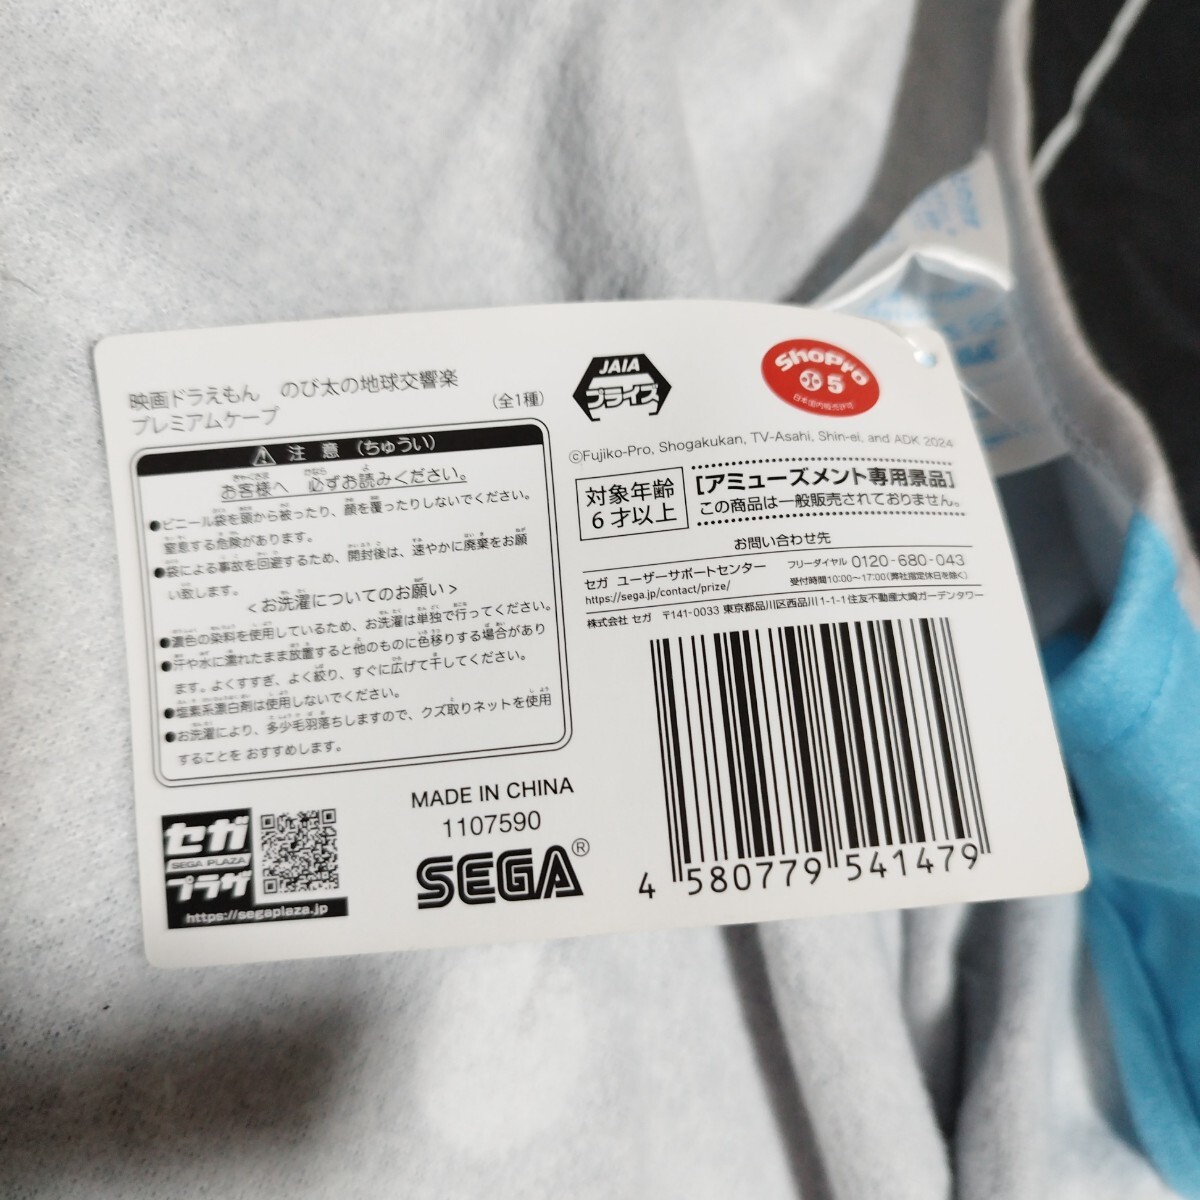 映画ドラえもん のび太の地球交響楽
プレミアムケープ
(全1種)
注 意 (ちゅうい)
お客様へ 必ずお読みください。
●ビニール袋を頭から被ったり、顔を覆ったりしないでください。
窒息する危険があります。
●袋による事故を回避するため、開封後は、速やかに廃棄をお願
い致します。
<お洗濯についてのお願い>
●濃色の染料を使用しているため、お洗濯は単独で行ってください。
●汗や水に濡れたまま放置すると他のものに色移りする場合があり
ます。よくすすぎ、よく絞り、すぐに広げて干してください。
●塩素系漂白剤は使用しないでください。
●お洗濯により、多少毛羽落ちしますので、クズ取りネットを使用
することを おすすめします。
セガ
SEGA PLAZA
プラザ
https://segaplaza.jp
MADE IN CHINA
1107590
SEGA®
JAIA
プライズ
ShoPro
5
日本国内販売許可
©Fujiko-Pro, Shogakukan, TV-Asahi, Shin-ei, and ADK 2024
対象年齢
6才以上
[アミューズメント専用景品]
この商品は一般販売されておりません。
お問い合わせ先
セガ ユーザーサポートセンター
フリーダイヤル 0120-680-043
https://sega.jp/contact/prize/
受付時間10:00〜17:00(弊社指定休日を除く)
株式会社 セガ 〒141-0033 東京都品川区西品川1-1-1住友不動産大崎ガーデンタワー
4 580779 541479